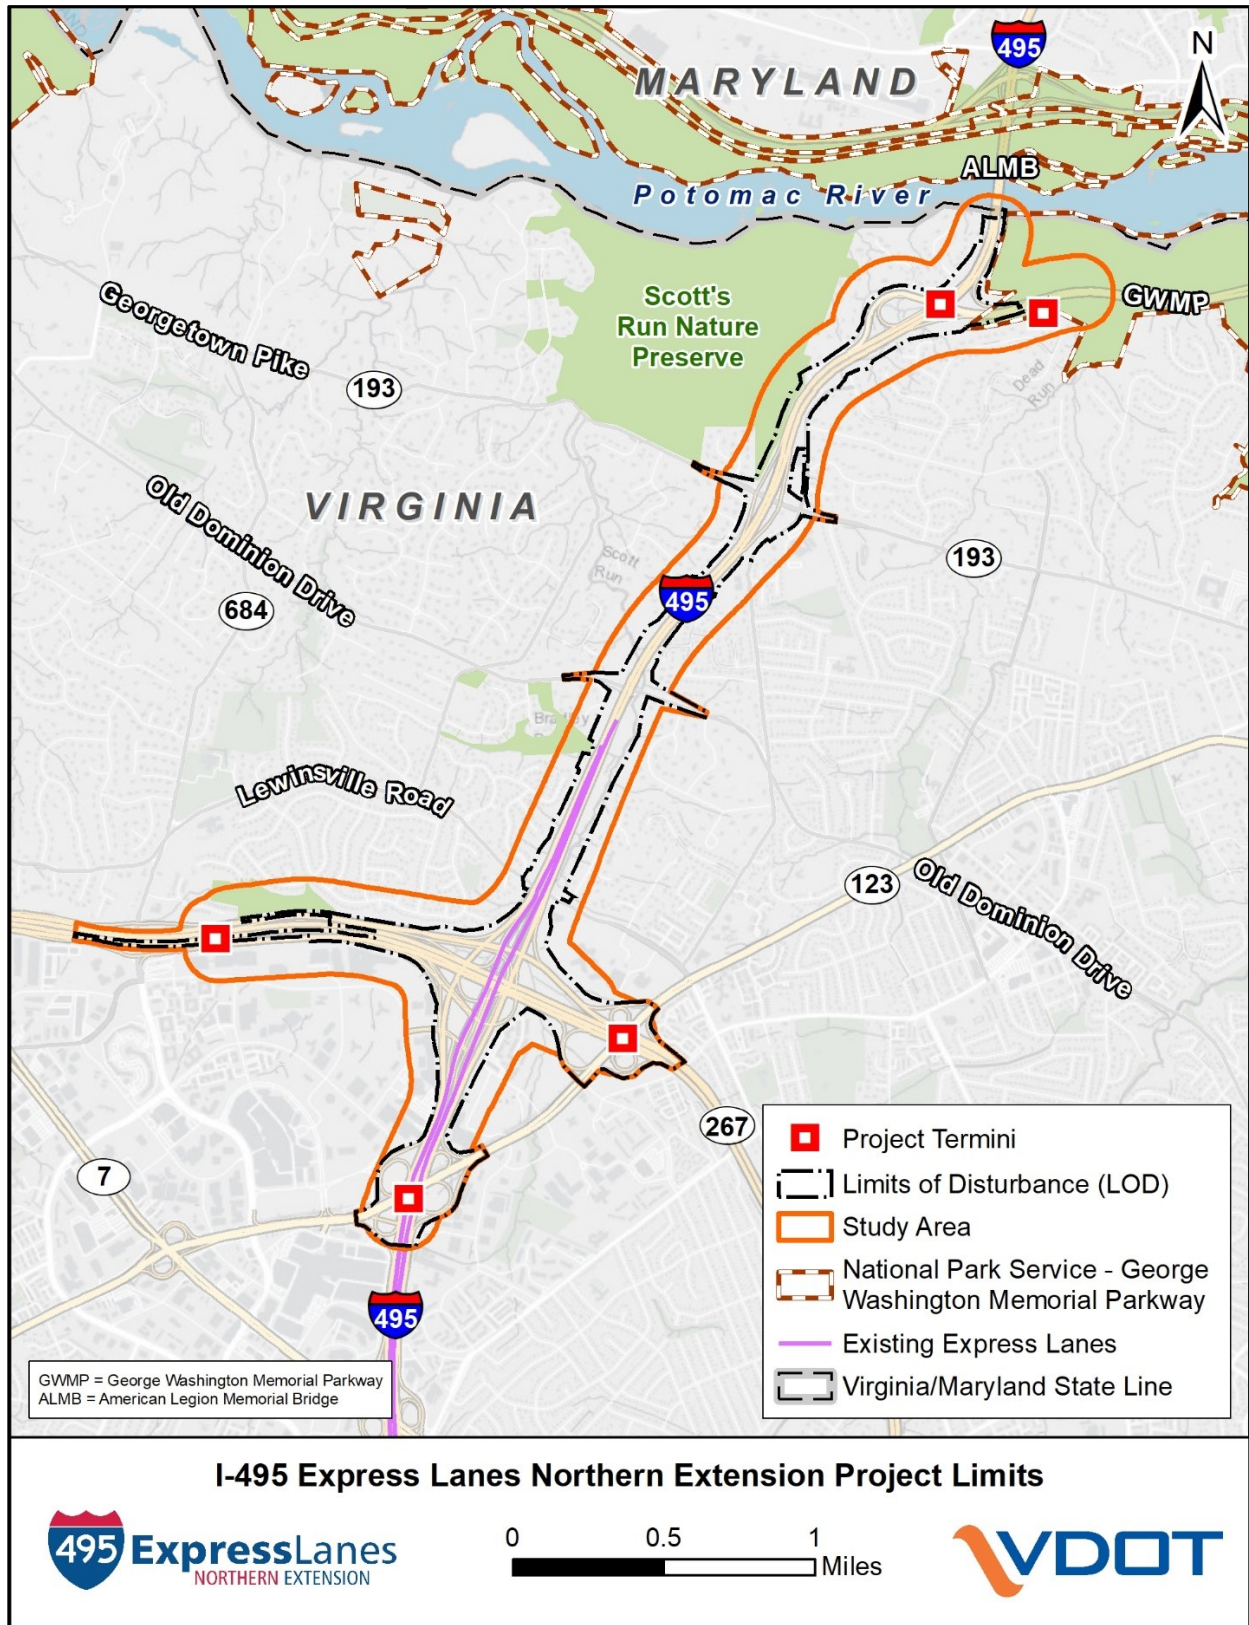 495
N
MARYLAND
ALMB
Potomac River
Scott's
Run Nature
Preserve
GWMP
Georgetown Pike
193
Dead
Run
Old Dominion Drive
VIRGINIA
193
Scott
Run
495
684
Lewinsville Road
123
Old Dominion Drive
267
7
495
Project Termini
Limits of Disturbance (LOD)
Study Area
National Park Service - George
Washington Memorial Parkway
Existing Express Lanes
Virginia/Maryland State Line
GWMP = George Washington Memorial Parkway
ALMB = American Legion Memorial Bridge
I-495 Express Lanes Northern Extension Project Limits
495 ExpressLanes
NORTHERN EXTENSION
0 0.5 1
Miles
VDOT